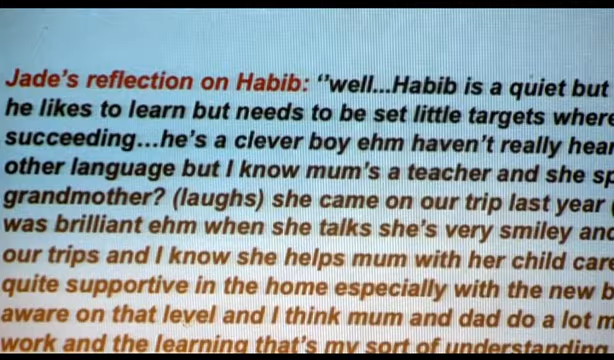 Jade's reflection on Habib: "well...Habib is a quiet but
he likes to learn but needs to be set little targets where
succeeding...he's a clever boy ehm haven't really hear
other language but I know mum's a teacher and she sp
grandmother? (laughs) she came on our trip last year
was brilliant ehm when she talks she's very smiley and
our trips and I know she helps mum with her child care
quite supportive in the home especially with the new b
aware on that level and I think mum and dad do a lot m
work and the learning that's my sort of understanding